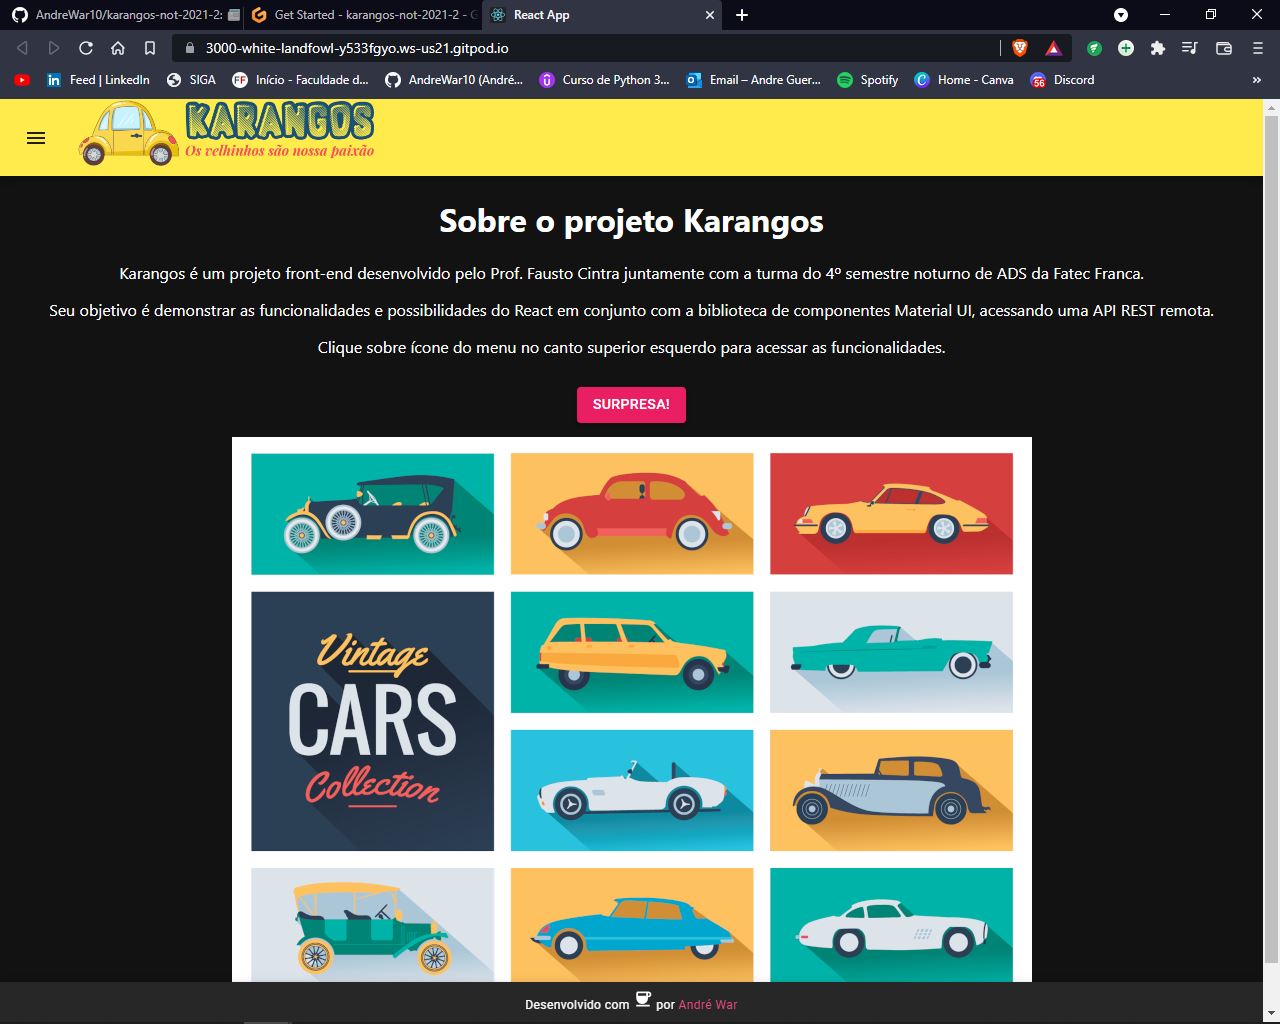 AndreWar10/karangos-not-2021-2:
Get Started - karangos-not-2021-2 - G
React App
3000-white-landfowl-y533fgyo.ws-us21.gitpod.io
Feed | LinkedIn
SIGA
FF
Início - Faculdade d...
AndreWar10 (André...
Curso de Python 3...
Email – Andre Guer...
Spotify
Home - Canva
56
Discord
»
KARANGOS
Os velhinhos são nossa paixão
Sobre o projeto Karangos
Karangos é um projeto front-end desenvolvido pelo Prof. Fausto Cintra juntamente com a turma do 4º semestre noturno de ADS da Fatec Franca.
Seu objetivo é demonstrar as funcionalidades e possibilidades do React em conjunto com a biblioteca de componentes Material UI, acessando uma API REST remota.
Clique sobre ícone do menu no canto superior esquerdo para acessar as funcionalidades.
SURPRESA!
Vintage
CARS
Collection
Desenvolvido com por André War